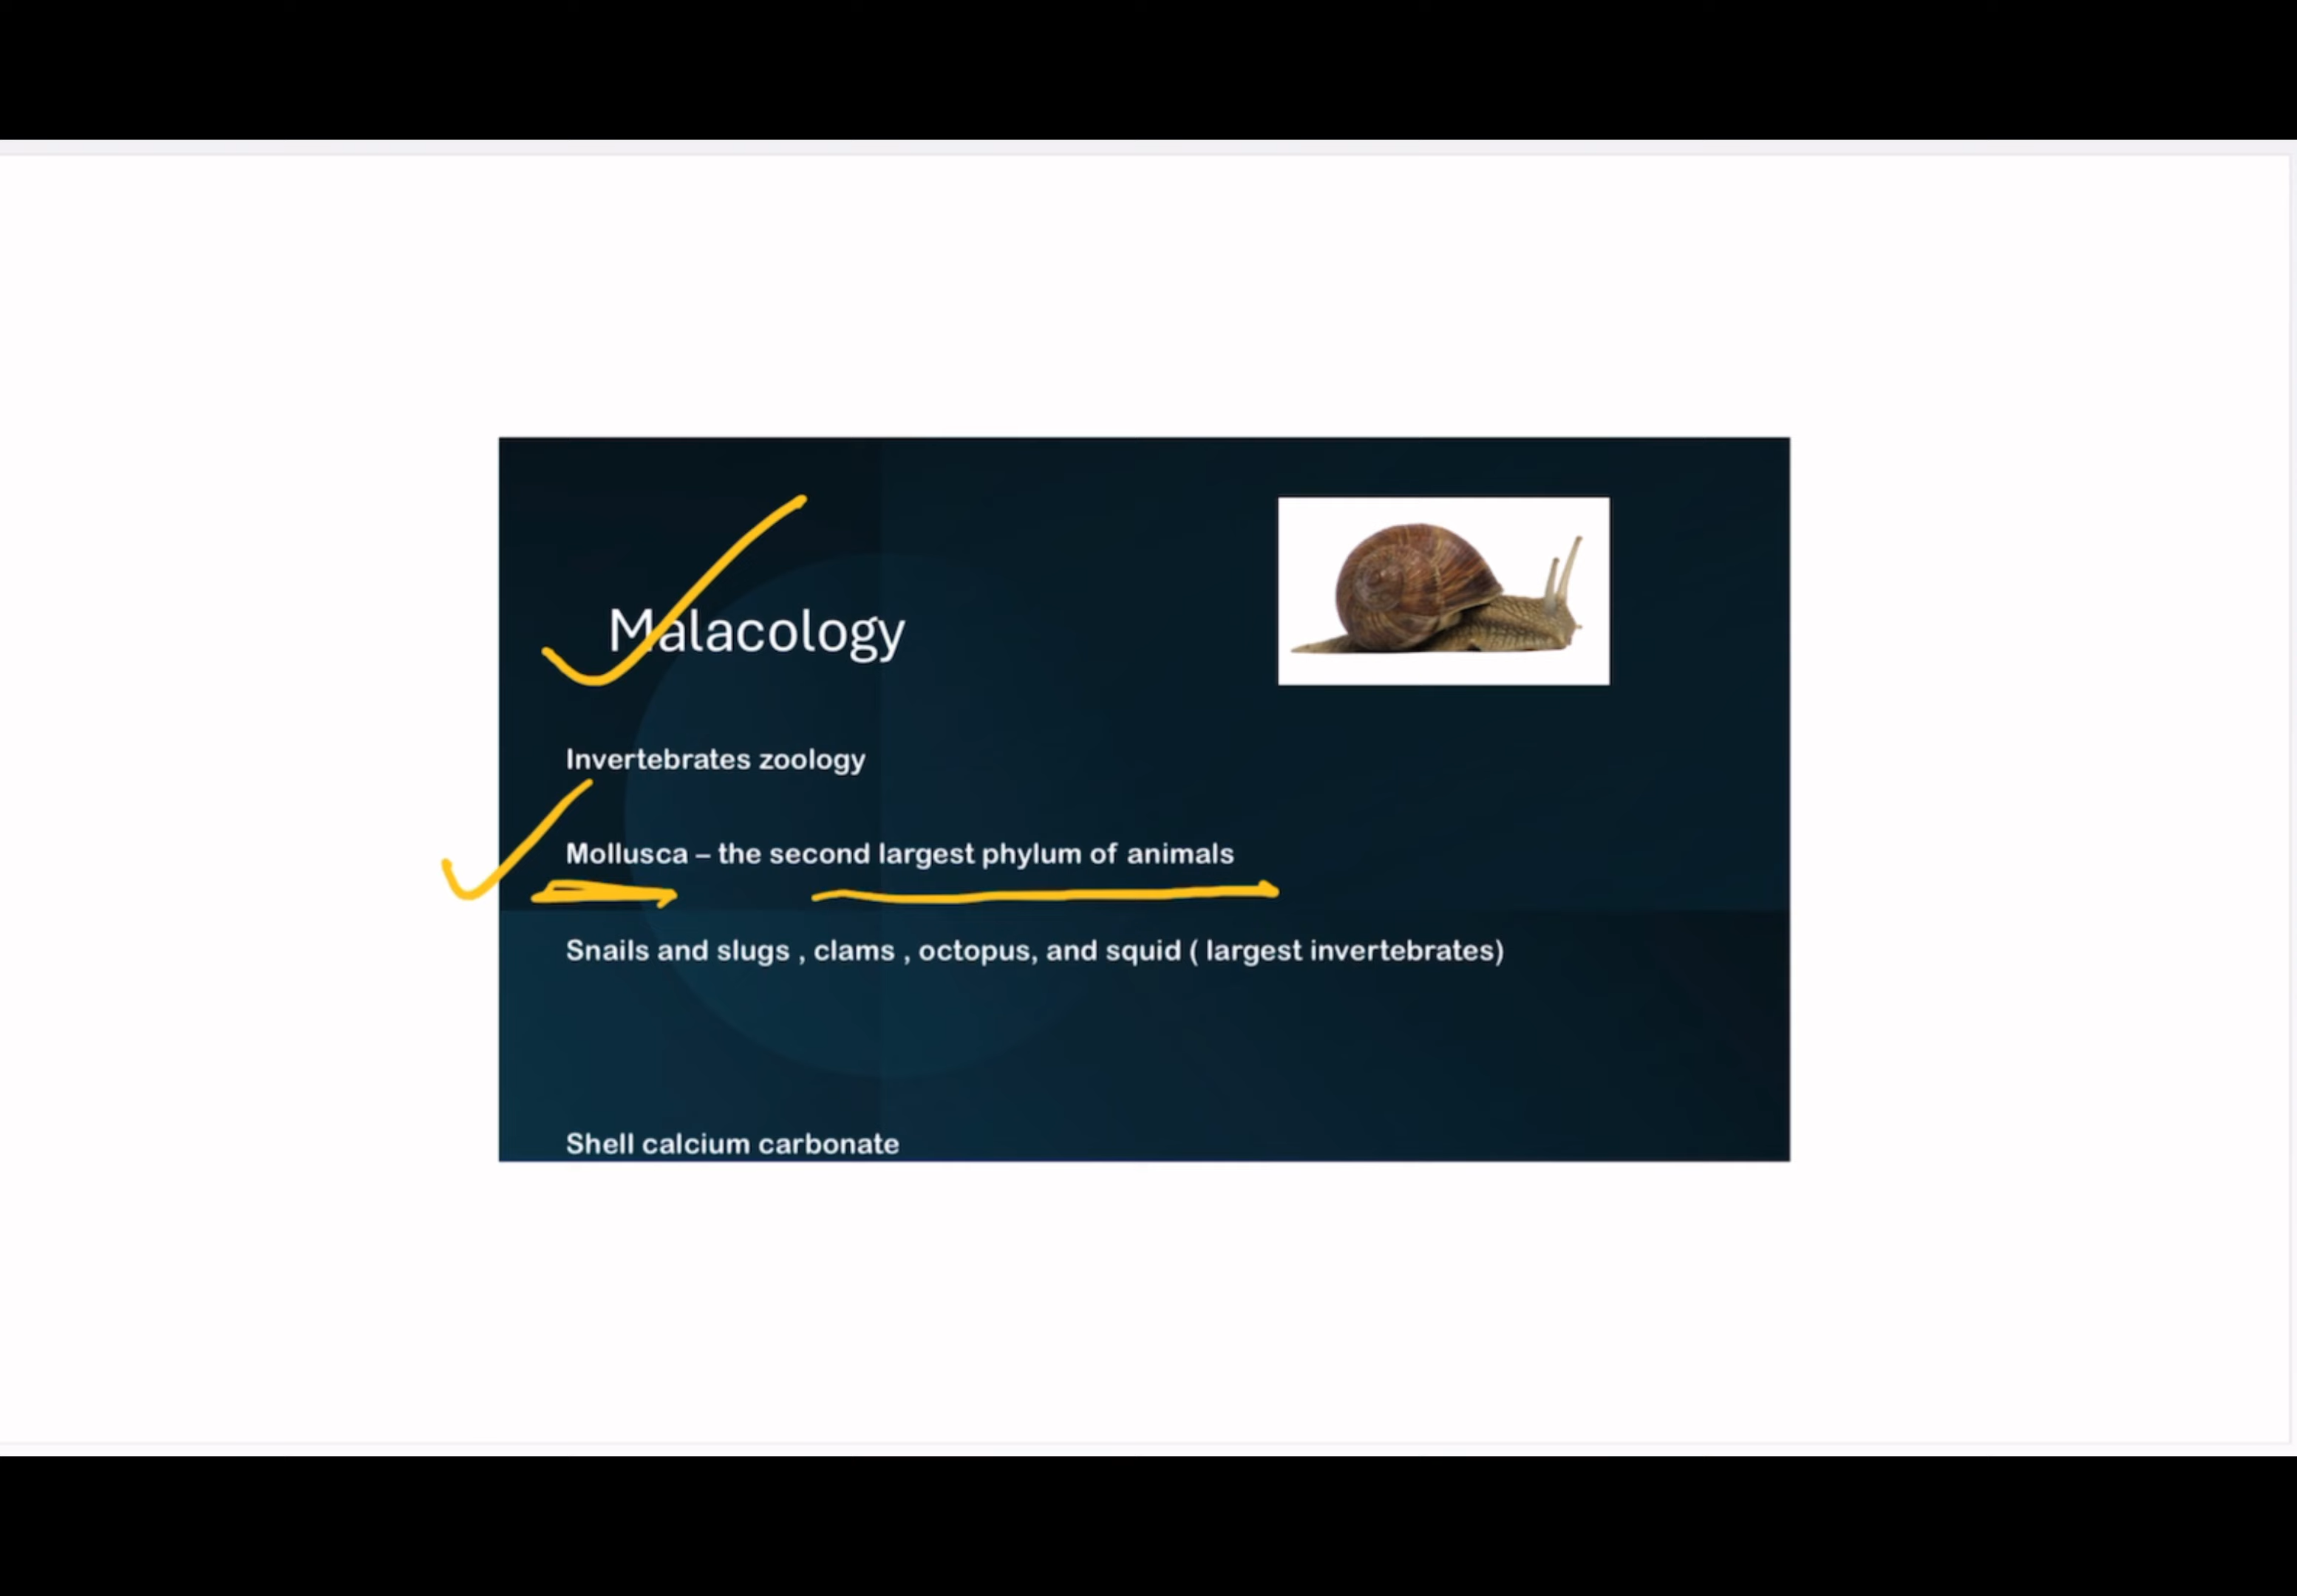 Malacology
Invertebrates zoology
Mollusca – the second largest phylum of animals
Snails and slugs , clams , octopus, and squid ( largest invertebrates)
Shell calcium carbonate